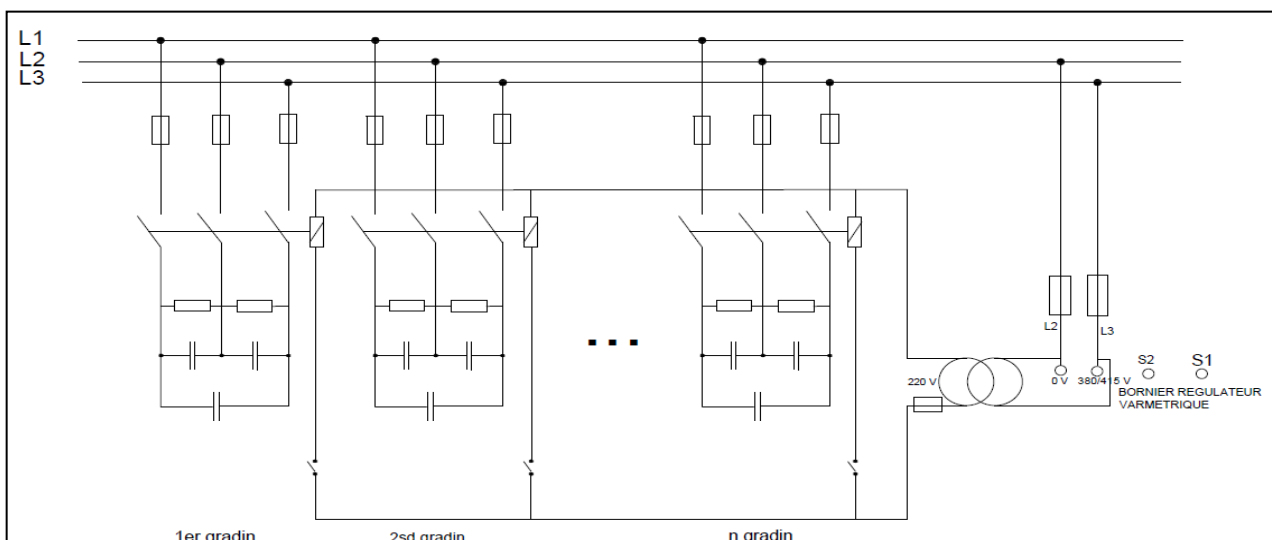 L1
L2
L3
L2
L3
S2
S1
220 V
0 V
380/415 V
BORNIER REGULATEUR
VARMETRIQUE
1er gradin
2sd gradin
n gradin